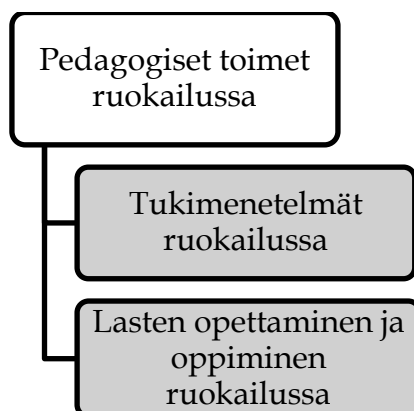 Pedagogiset toimet
ruokailussa
Tukimenetelmät
ruokailussa
Lasten opettaminen ja
oppiminen
ruokailussa